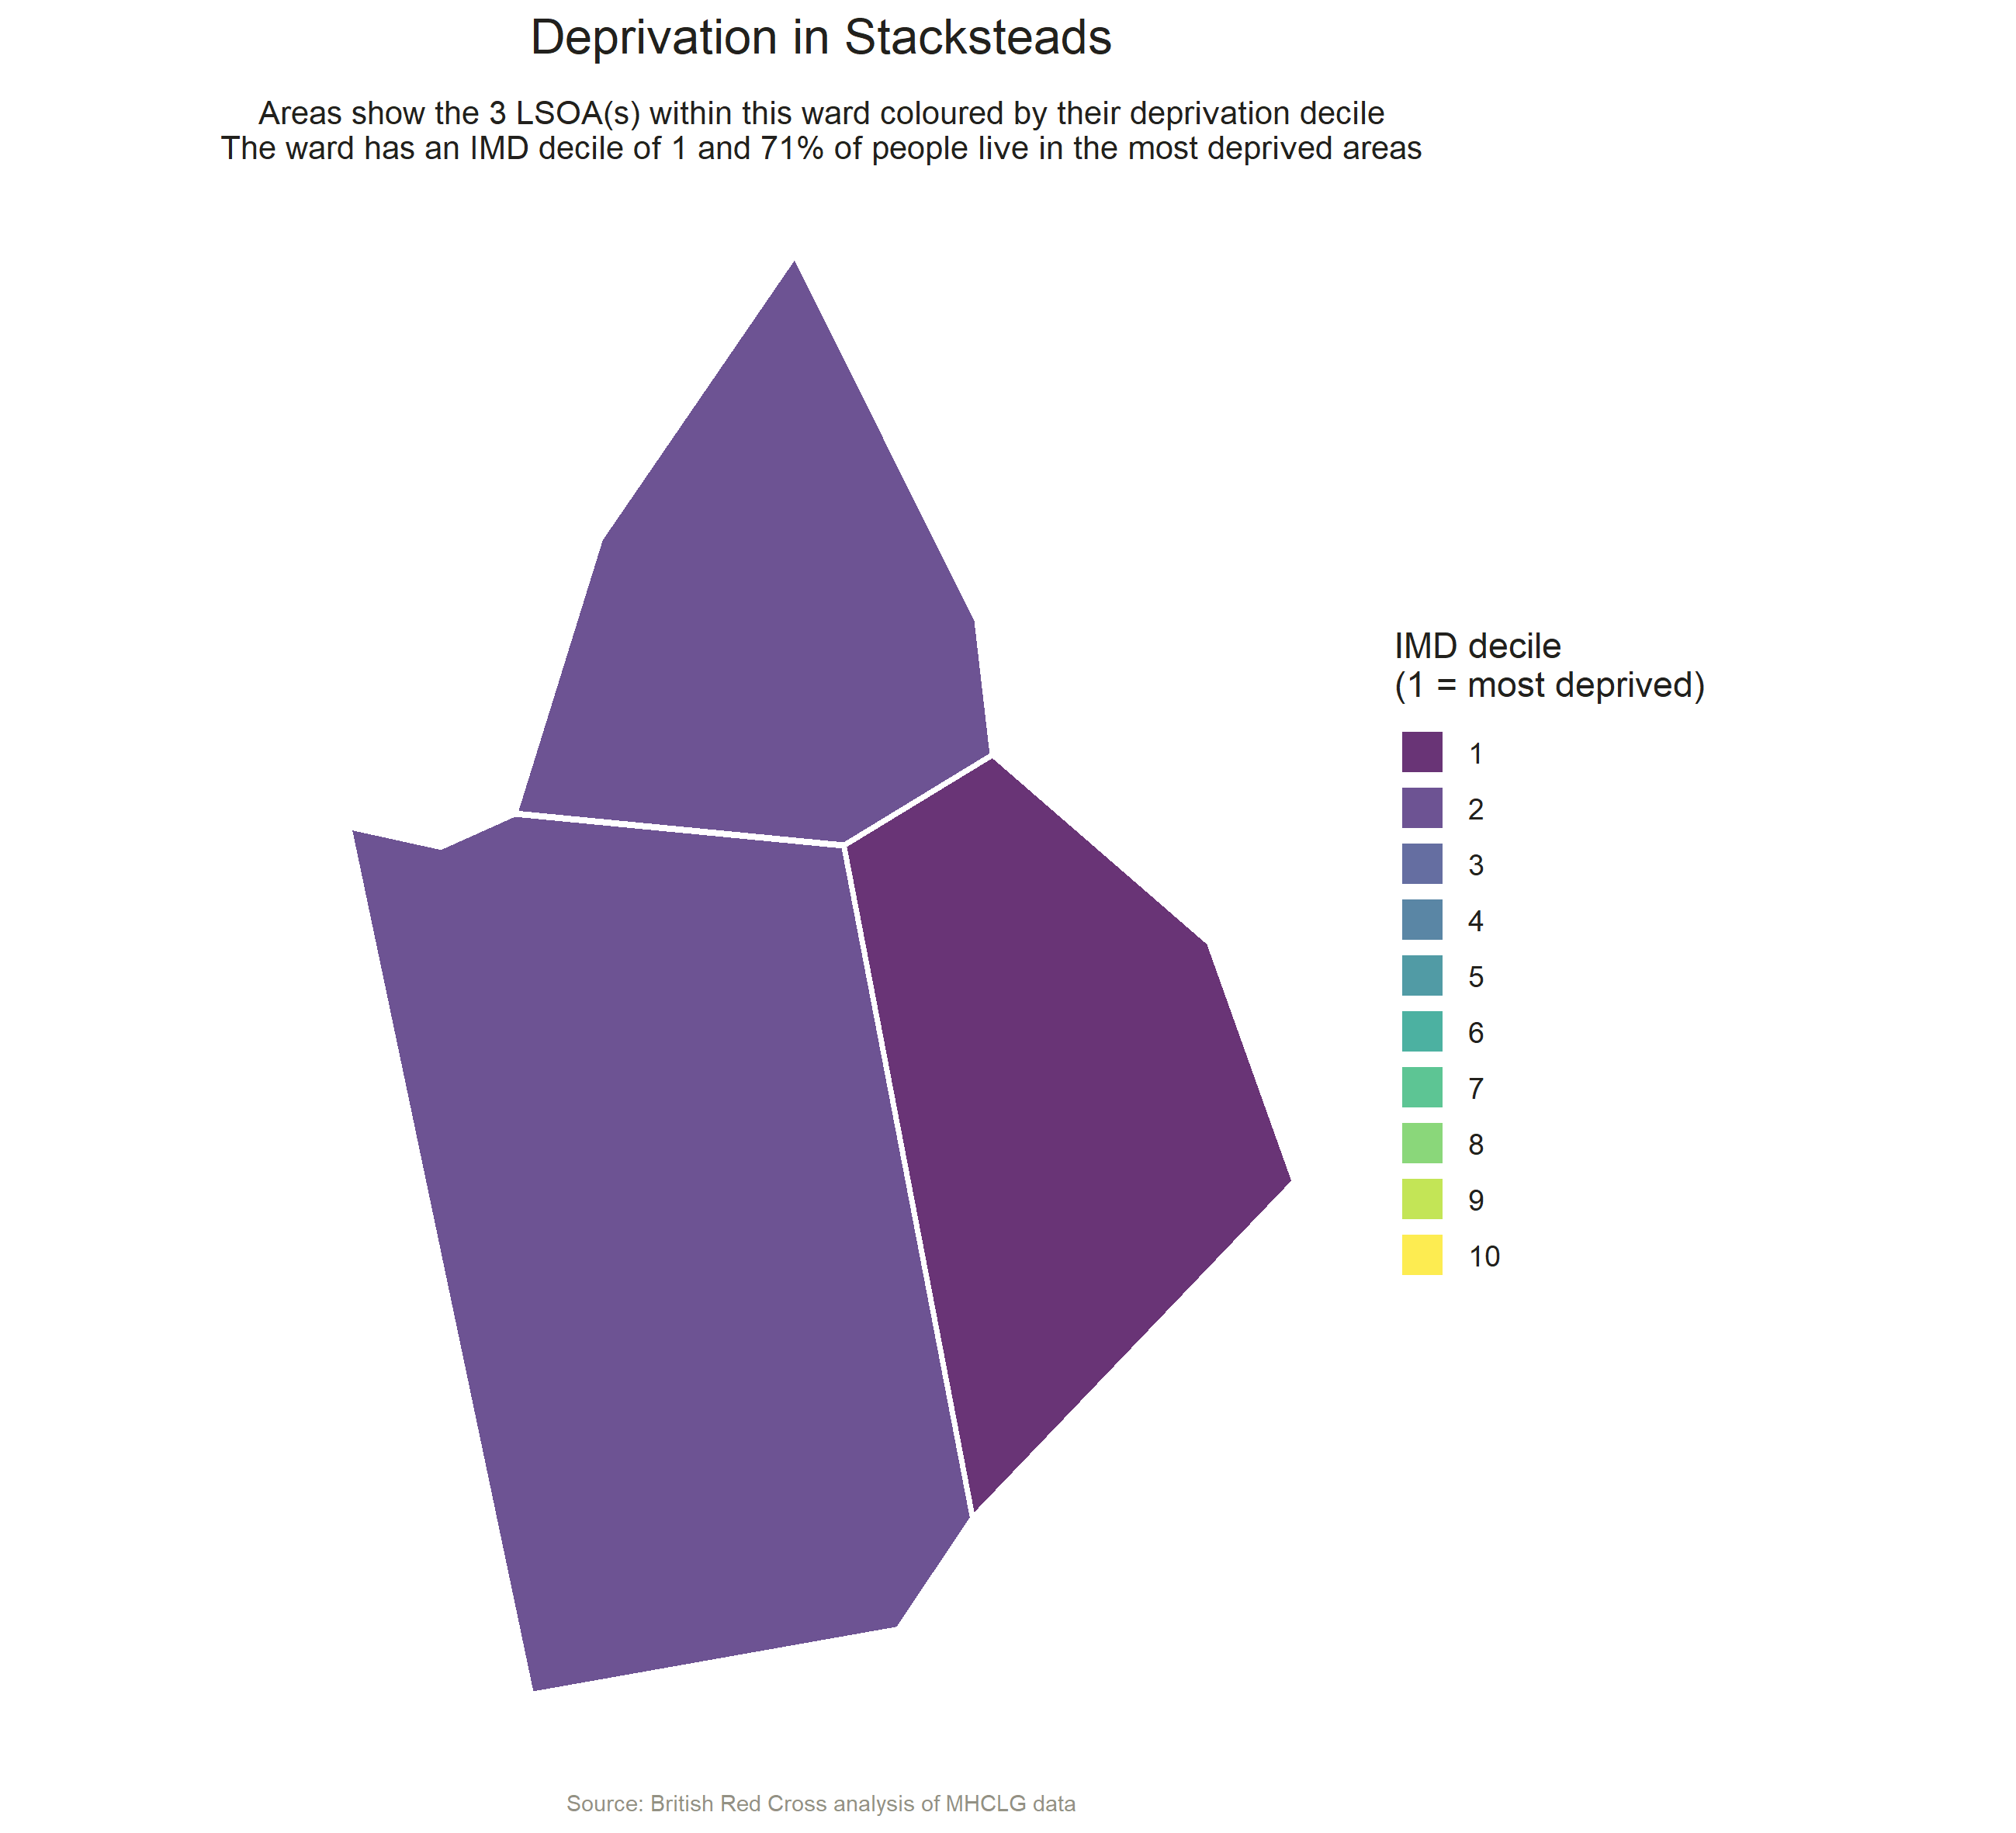 Deprivation in Stacksteads
Areas show the 3 LSOA(s) within this ward coloured by their deprivation decile
The ward has an IMD decile of 1 and 71% of people live in the most deprived areas
IMD decile
(1 = most deprived)
1
2
3
4
5
6
7
8
9
10
Source: British Red Cross analysis of MHCLG data